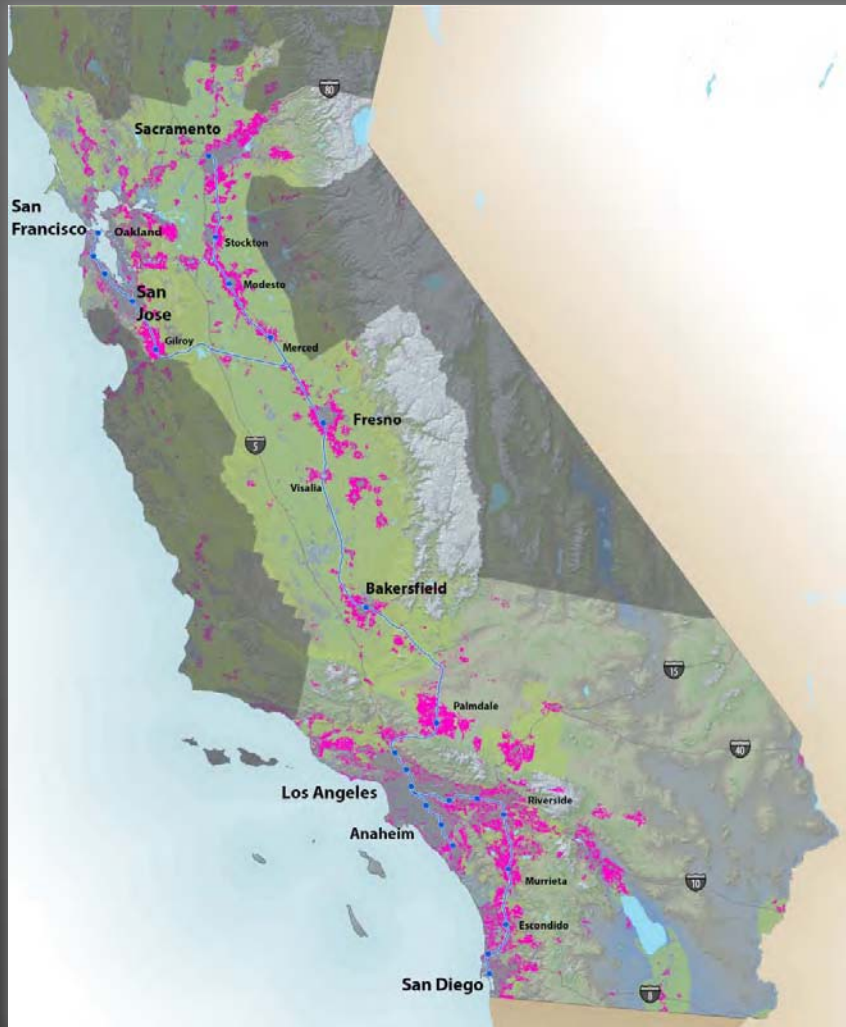 80
Sacramento
San
Francisco
Oakland
Stockton
Modesto
San
Jose
Gilroy
Merced
Fresno
5
Visalia
Bakersfield
15
Palmdale
40
Los Angeles
Riverside
Anaheim
10
Murrieta
Escondido
San Diego
8